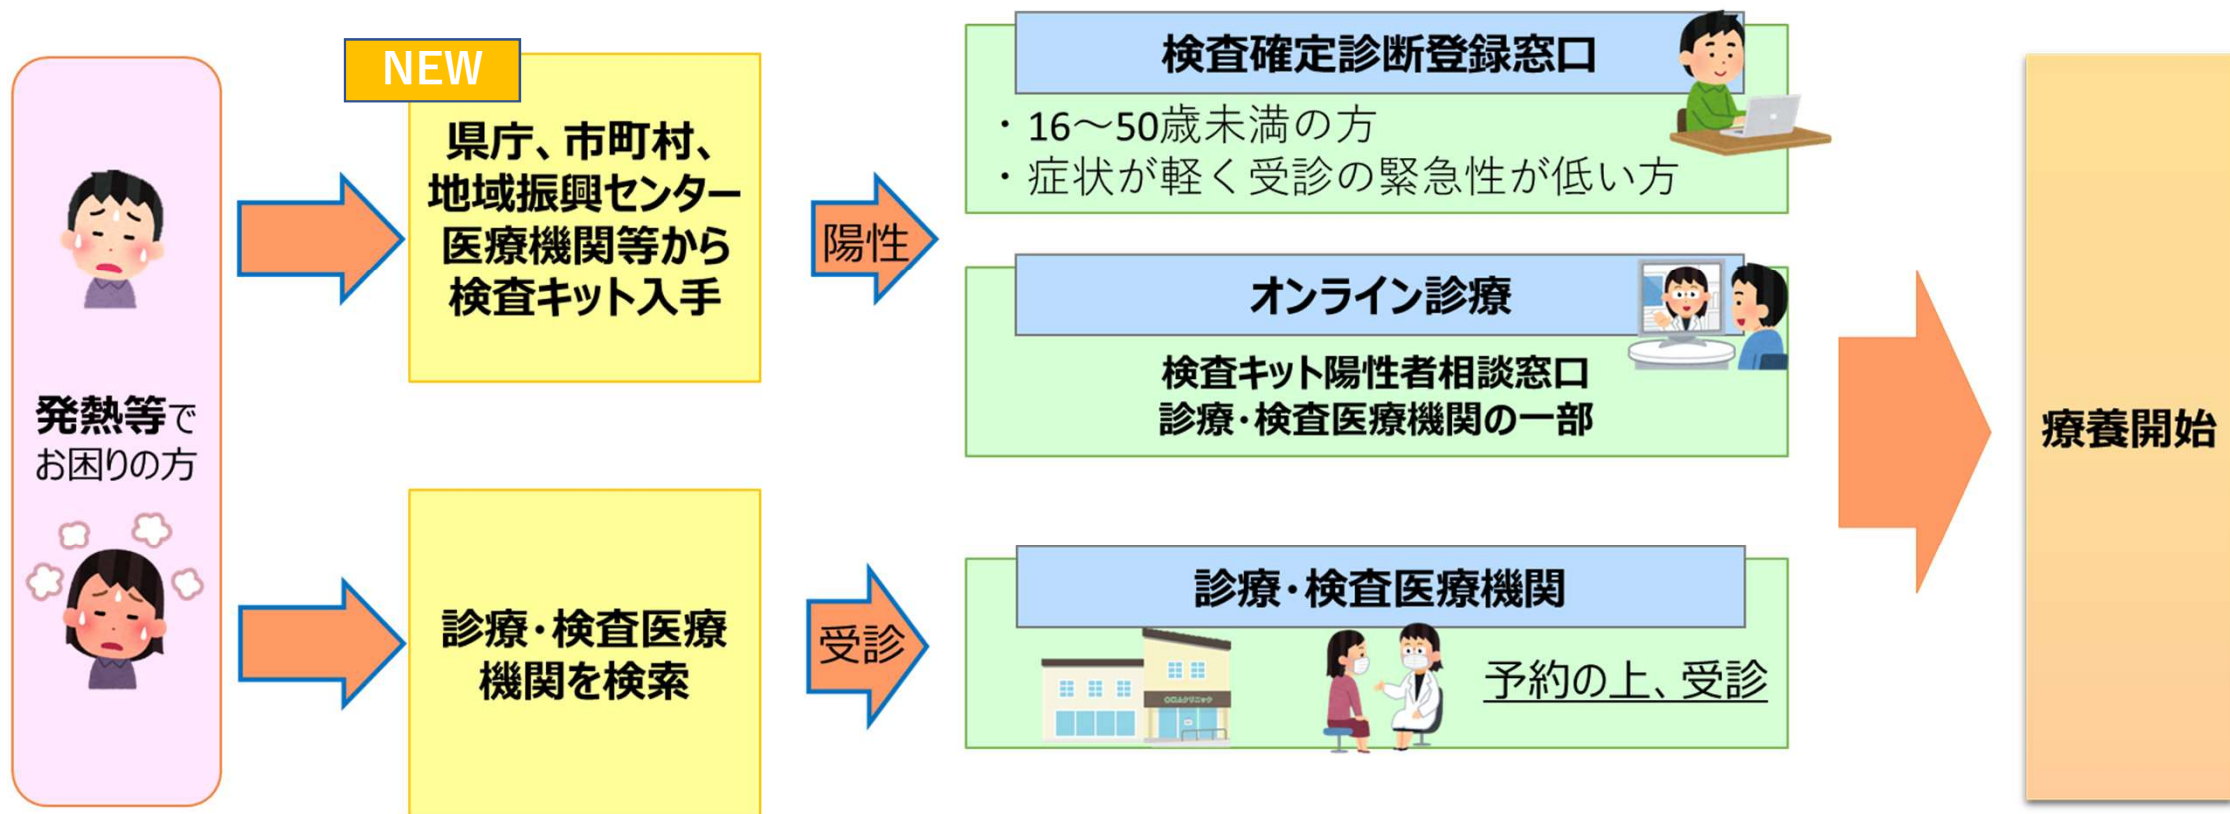 発熱等で
お困りの方
NEW
県庁、市町村、
地域振興センター
医療機関等から
検査キット入手
陽性
検査確定診断登録窓口
・16～50歳未満の方
・症状が軽く受診の緊急性が低い方
オンライン診療
検査キット陽性者相談窓口
診療・検査医療機関の一部
診療・検査医療
機関を検索
受診
診療・検査医療機関
予約の上、受診
療養開始